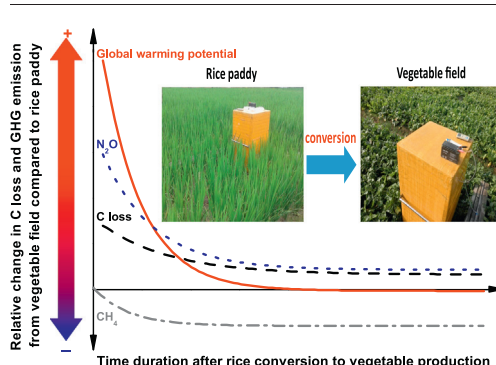 +
Global warming potential
Rice paddy
Vegetable field
conversion
N2O
C loss
CH4
−
Relative change in C loss and GHG emission
from vegetable field compared to rice paddy
Time duration after rice conversion to vegetable production